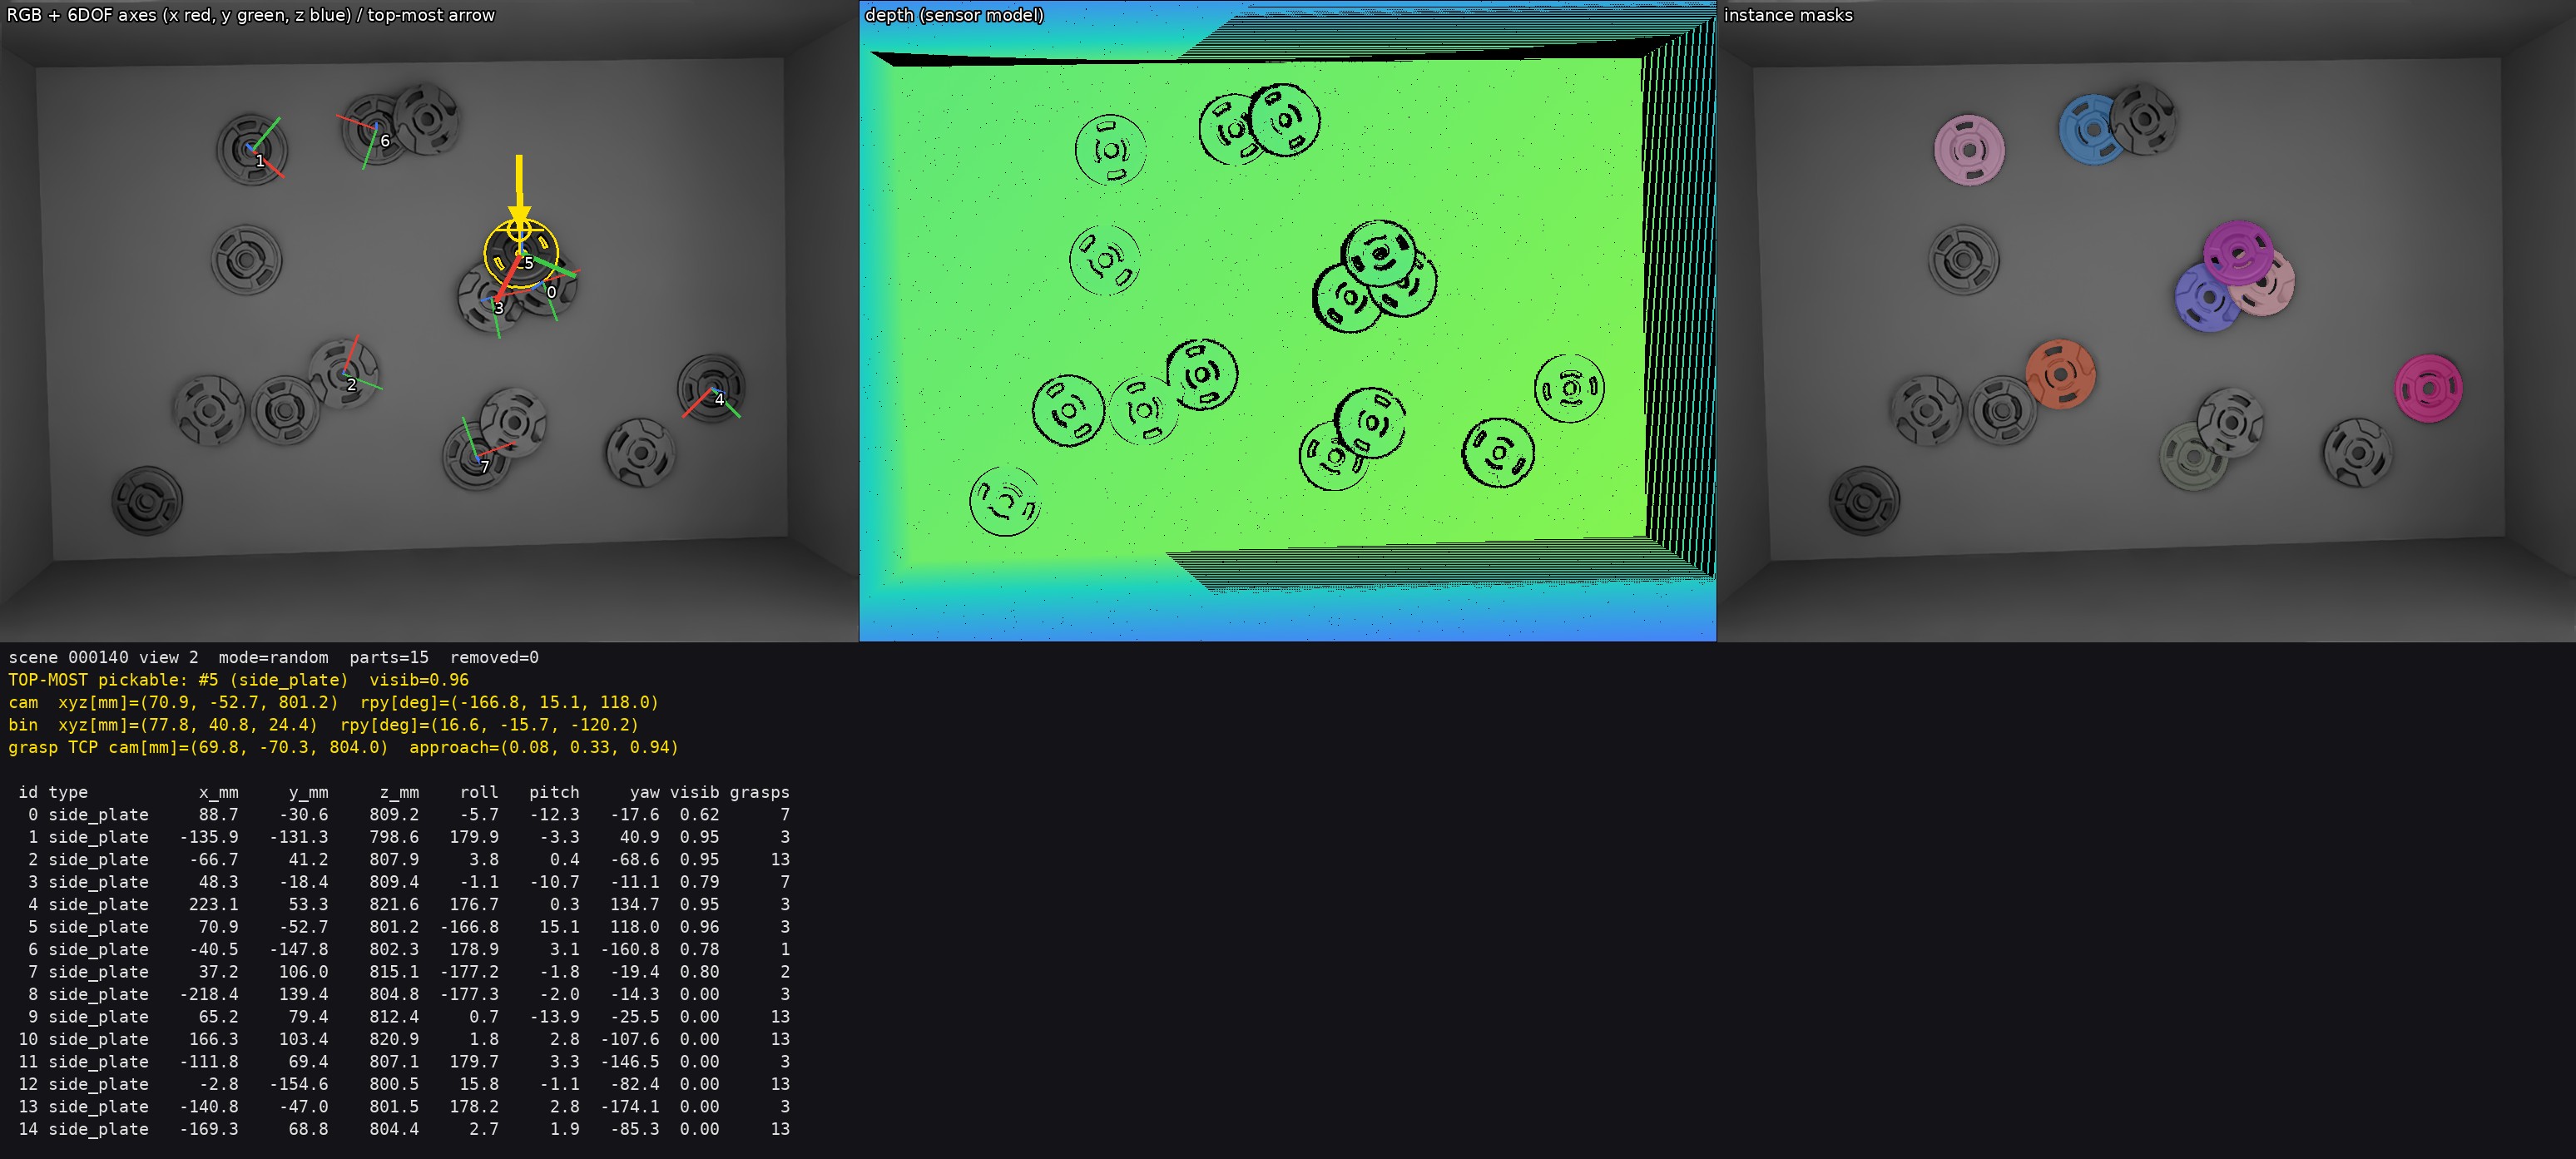 RGB + 6DOF axes (x red, y green, z blue) / top-most arrow
depth (sensor model)
instance masks
1
6
5
0
3
2
4
7
scene 000140 view 2 mode=random parts=15 removed=0
TOP-MOST pickable: #5 (side_plate) visib=0.96
cam xyz[mm]=(70.9, -52.7, 801.2) rpy[deg]=(-166.8, 15.1, 118.0)
bin xyz[mm]=(77.8, 40.8, 24.4) rpy[deg]=(16.6, -15.7, -120.2)
grasp TCP cam[mm]=(69.8, -70.3, 804.0) approach=(0.08, 0.33, 0.94)
id type x_mm y_mm z_mm roll pitch yaw visib grasps
0 side_plate 88.7 -30.6 809.2 -5.7 -12.3 -17.6 0.62 7
1 side_plate -135.9 -131.3 798.6 179.9 -3.3 40.9 0.95 3
2 side_plate -66.7 41.2 807.9 3.8 0.4 -68.6 0.95 13
3 side_plate 48.3 -18.4 809.4 -1.1 -10.7 -11.1 0.79 7
4 side_plate 223.1 53.3 821.6 176.7 0.3 134.7 0.95 3
5 side_plate 70.9 -52.7 801.2 -166.8 15.1 118.0 0.96 3
6 side_plate -40.5 -147.8 802.3 178.9 3.1 -160.8 0.78 1
7 side_plate 37.2 106.0 815.1 -177.2 -1.8 -19.4 0.80 2
8 side_plate -218.4 139.4 804.8 -177.3 -2.0 -14.3 0.00 3
9 side_plate 65.2 79.4 812.4 0.7 -13.9 -25.5 0.00 13
10 side_plate 166.3 103.4 820.9 1.8 2.8 -107.6 0.00 13
11 side_plate -111.8 69.4 807.1 179.7 3.3 -146.5 0.00 3
12 side_plate -2.8 -154.6 800.5 15.8 -1.1 -82.4 0.00 13
13 side_plate -140.8 -47.0 801.5 178.2 2.8 -174.1 0.00 3
14 side_plate -169.3 68.8 804.4 2.7 1.9 -85.3 0.00 13